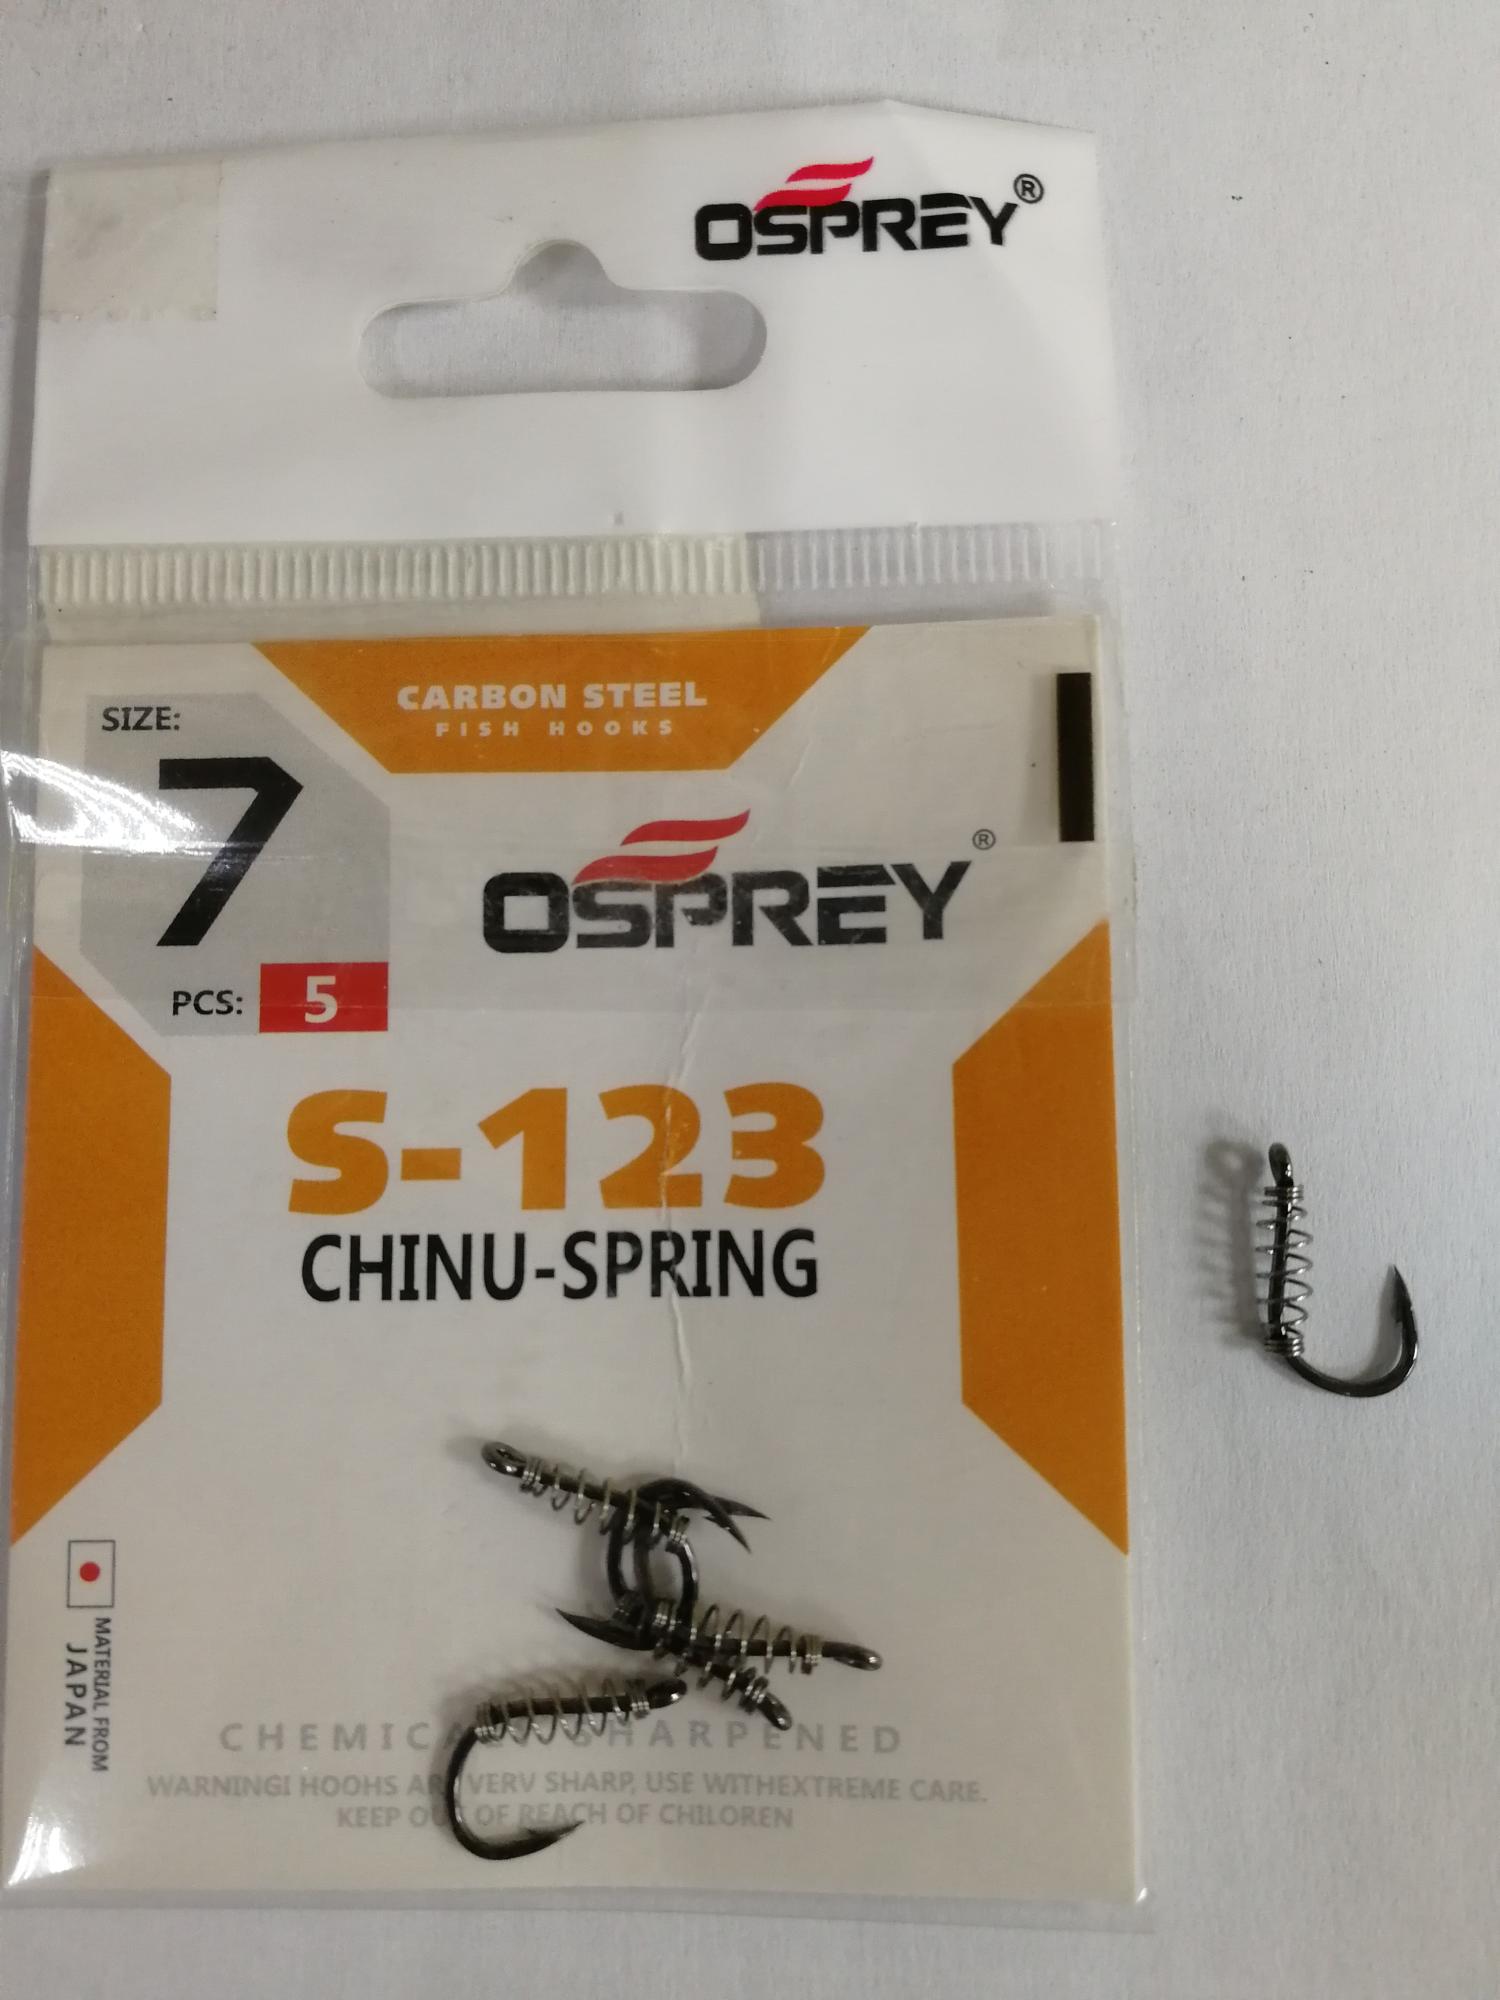 OSPREY®
CARBON STEEL
FISH HOOKS
SIZE:
7
PCS: 5
OSPREY®
S-123
CHINU-SPRING
MATERIAL FROM
JAPAN
SHARPENED
WARNINGI HOOHS VERV SHARP, USE WITHEXTREME CARE.
KEEP OF REACH OF CHILOREN